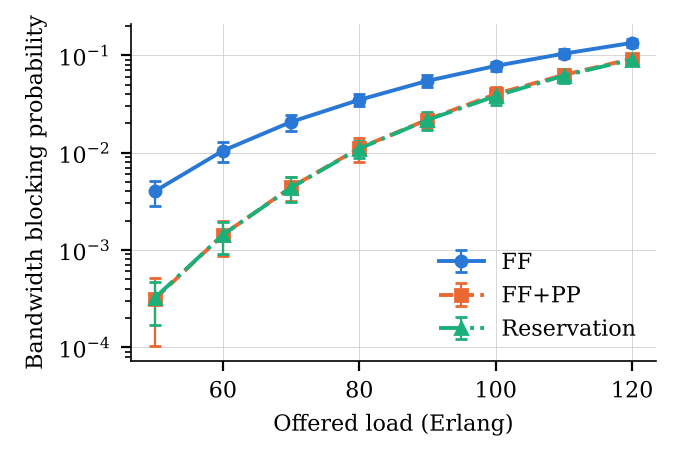 Bandwidth blocking probability
10⁻¹
10⁻²
10⁻³
10⁻⁴
FF
FF+PP
Reservation
60
80
100
120
Offered load (Erlang)